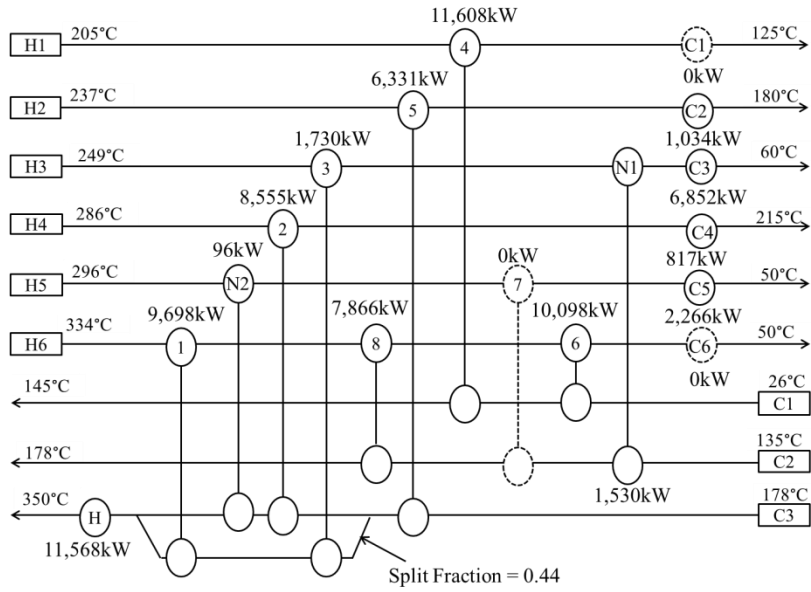 11,608kW
H1 205°C 4 C1 125°C
6,331kW 0kW
H2 237°C 5 C2 180°C
1,730kW 1,034kW
H3 249°C 3 N1 C3 60°C
8,555kW 6,852kW
H4 286°C 2 C4 215°C
96kW 0kW 817kW
H5 296°C N2 7 C5 50°C
9,698kW 7,866kW 10,098kW 2,266kW
H6 334°C 1 8 6 C6 50°C
0kW
145°C 26°C C1
178°C 135°C C2
1,530kW
350°C H 178°C C3
11,568kW
Split Fraction = 0.44